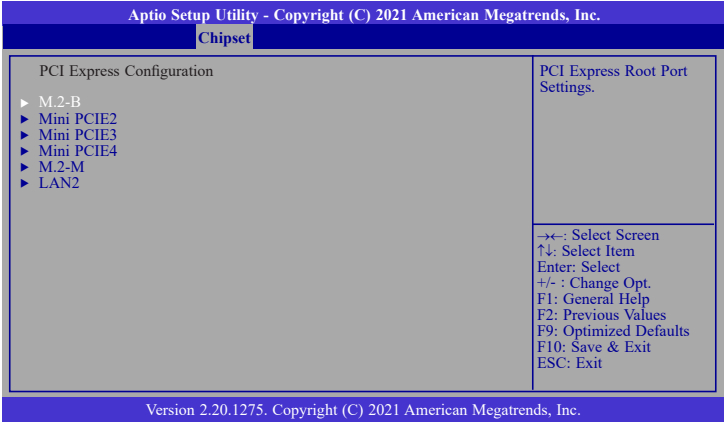 Aptio Setup Utility - Copyright (C) 2021 American Megatrends, Inc.
Chipset
PCI Express Configuration
► M.2-B
► Mini PCIE2
► Mini PCIE3
► Mini PCIE4
► M.2-M
► LAN2
PCI Express Root Port
Settings.
→←: Select Screen
↑↓: Select Item
Enter: Select
+/- : Change Opt.
F1: General Help
F2: Previous Values
F9: Optimized Defaults
F10: Save & Exit
ESC: Exit
Version 2.20.1275. Copyright (C) 2021 American Megatrends, Inc.